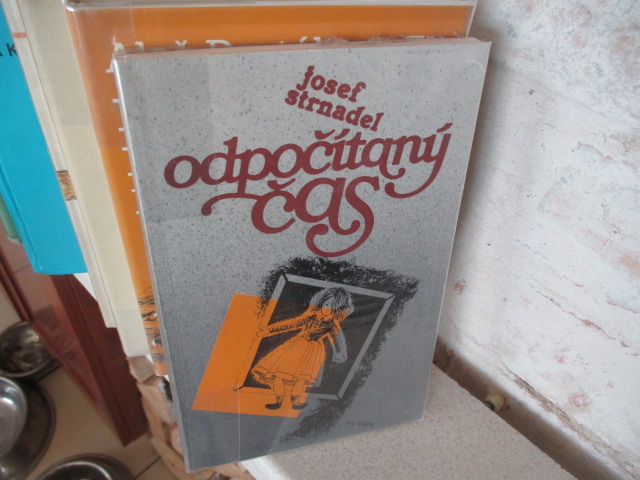 josef
strnadel
odpočítaný
čas